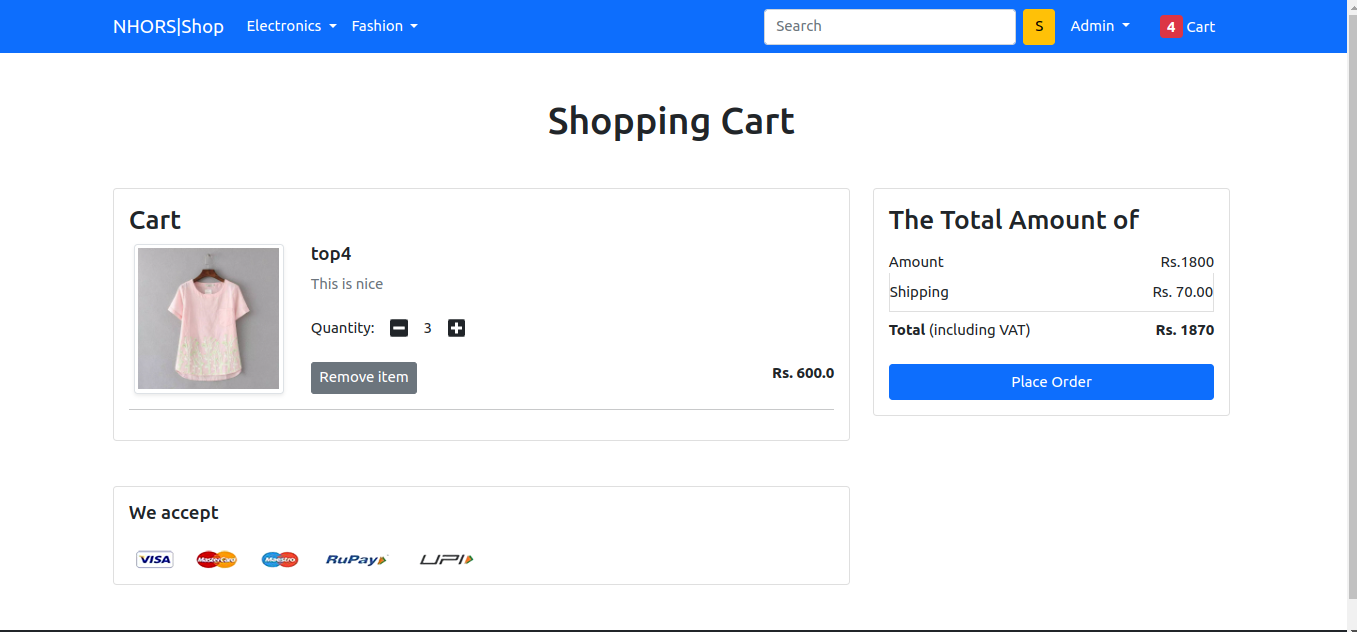 NHORS|Shop Electronics Fashion Search S Admin 4 Cart
Shopping Cart
Cart
top4
This is nice
Quantity: 3
Remove item
Rs. 600.0
The Total Amount of
Amount Rs.1800
Shipping Rs. 70.00
Total (including VAT) Rs. 1870
Place Order
We accept
VISA MasterCard Maestro RuPay UPI